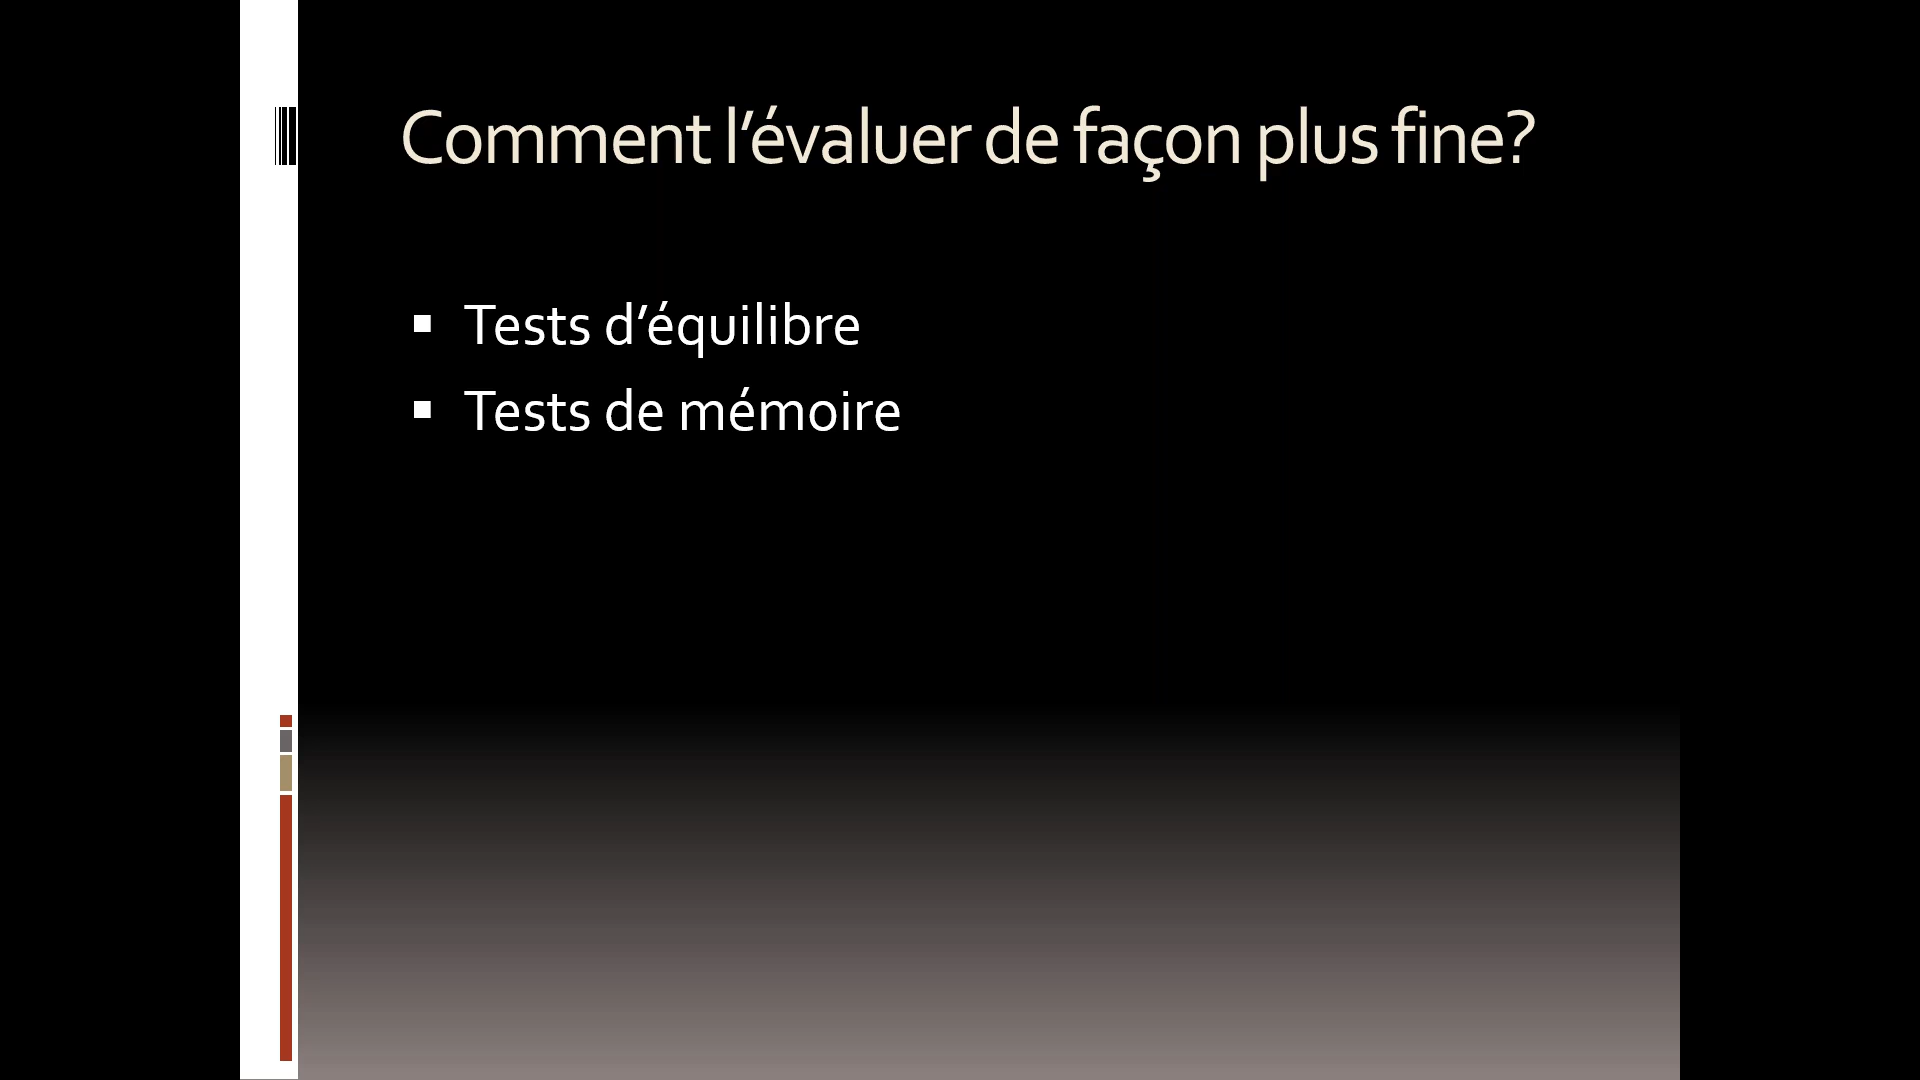 Comment l’évaluer de façon plus fine?
Tests d’équilibre
Tests de mémoire